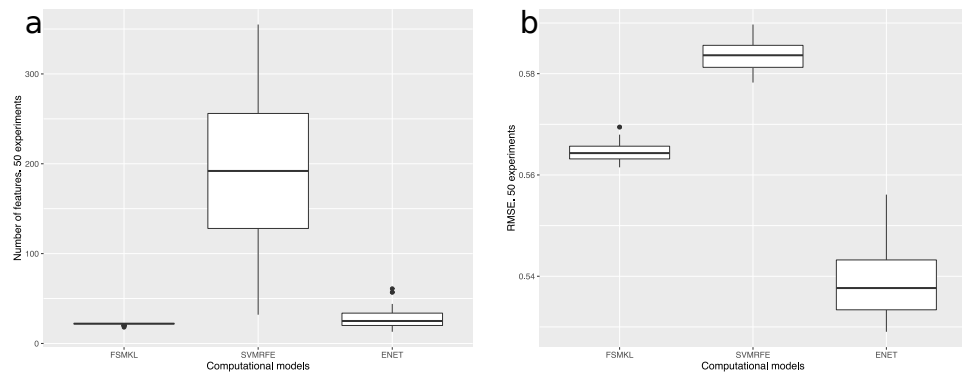 a
Number of features. 50 experiments
300
200
100
0
FSMKL
SVMRFE
ENET
Computational models
b
RMSE. 50 experiments
0.58
0.56
0.54
FSMKL
SVMRFE
ENET
Computational models